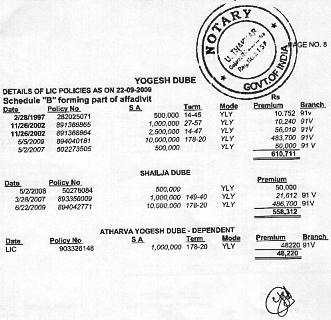 NOTARY
U. THAKKAR
GOVT. OF INDIA
PAGE NO. 8
YOGESH DUBE
DETAILS OF LIC POLICIES AS ON 22-09-2009
Schedule "B" forming part of affadivit
Rs
Date Policy No S.A Term Mode Premium Branch
2/28/1997 282025071 500,000 14-45 YLY 10,752 91v
11/26/2002 891368865 1,000,000 27-57 YLY 10,240 91v
11/26/2002 891368864 2,500,000 14-47 YLY 56,019 91V
5/5/2009 894040181 10,000,000 178-20 YLY 483,700 91V
5/2/2007 502273505 500,000 YLY 50,000 91 V
610,711
SHAILJA DUBE
Date Policy No. Premium
5/2/2008 50276084 500,000 YLY 50,000
3/28/2007 893356009 1,000,000 149-40 YLY 21,612 91V
6/22/2009 894042771 10,000,000 178-20 YLY 486,700 91V
558,312
ATHARVA YOGESH DUBE - DEPENDENT
Date Policy No S.A Term Mode Premium Branch
LIC 903326148 1,000,000 178-20 YLY 48220 91V
48,220